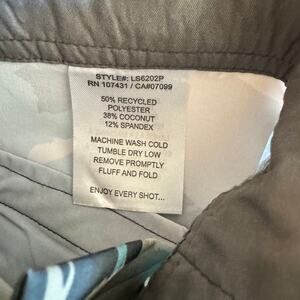 STYLE#: LS6202P
RN 107431 / CA#07099
50% RECYCLED
POLYESTER
38% COCONUT
12% SPANDEX
MACHINE WASH COLD
TUMBLE DRY LOW
REMOVE PROMPTLY
FLUFF AND FOLD
ENJOY EVERY SHOT...